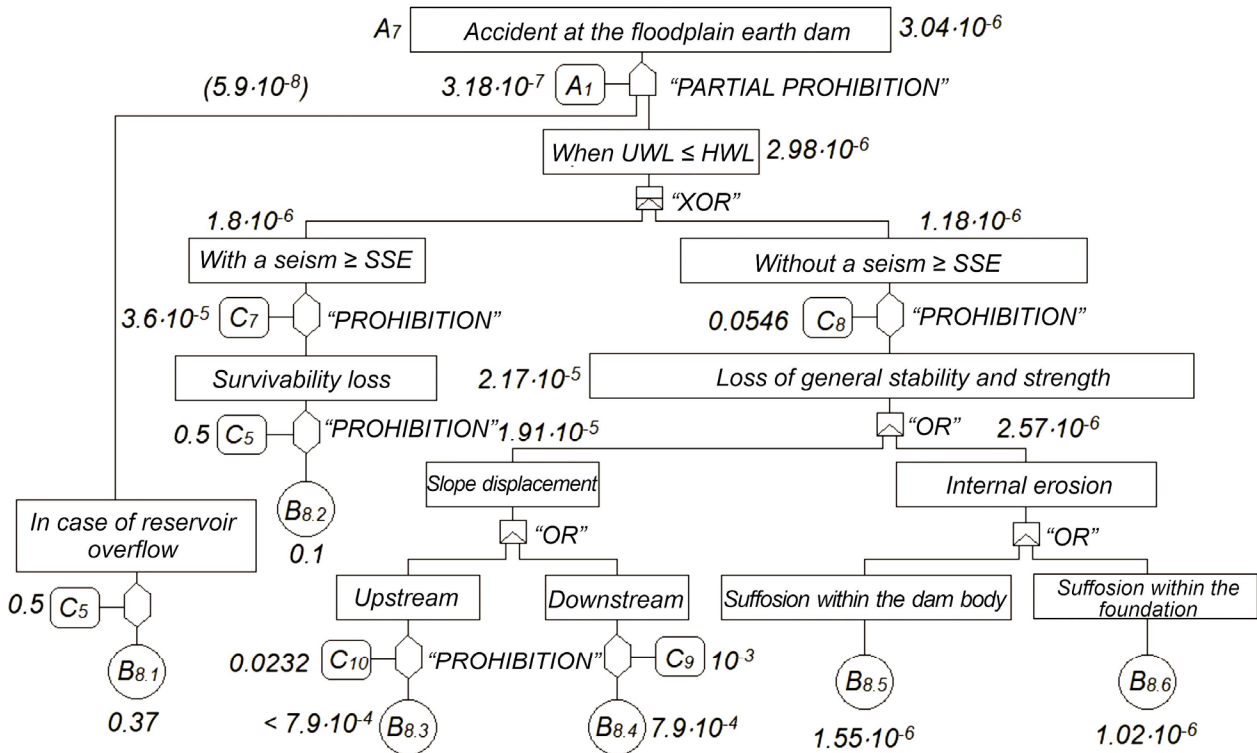 A7 Accident at the floodplain earth dam 3.04·10-6
(5.9·10-8) 3.18·10-7 A1 “PARTIAL PROHIBITION”
When UWL ≤ HWL 2.98·10-6
“XOR”
1.8·10-6 1.18·10-6
With a seism ≥ SSE Without a seism ≥ SSE
3.6·10-5 C7 “PROHIBITION” 0.0546 C8 “PROHIBITION”
Survivability loss 2.17·10-5 Loss of general stability and strength
0.5 C5 “PROHIBITION” 1.91·10-5 “OR” 2.57·10-6
Slope displacement Internal erosion
B8.2
0.1
In case of reservoir
overflow
“OR” “OR”
Upstream Downstream Suffosion within the dam body Suffosion within the
foundation
0.5 C5
0.0232 C10 “PROHIBITION” C9 10-3
B8.1 B8.3 B8.4 B8.5 B8.6
0.37 < 7.9·10-4 7.9·10-4 1.55·10-6 1.02·10-6